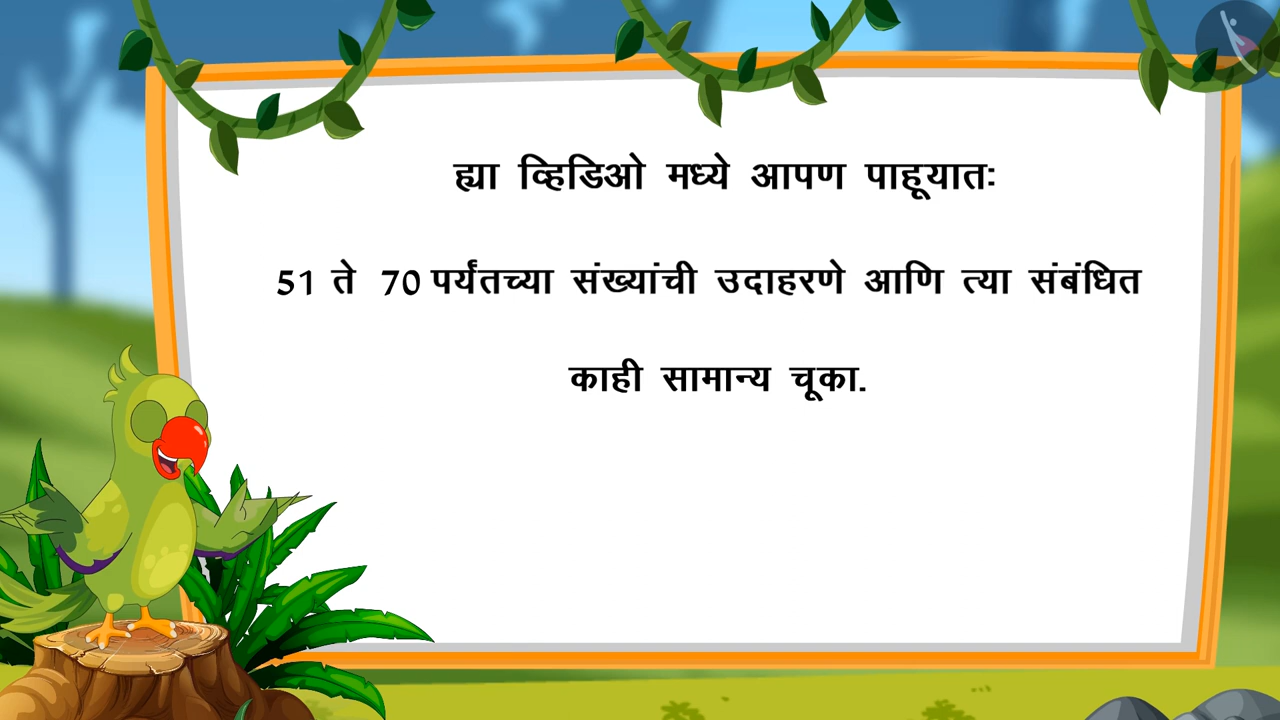 ह्या व्हिडिओ मध्ये आपण पाहूयातः
51 ते 70 पर्यंतच्या संख्यांची उदाहरणे आणि त्या संबंधित
काही सामान्य चूका.